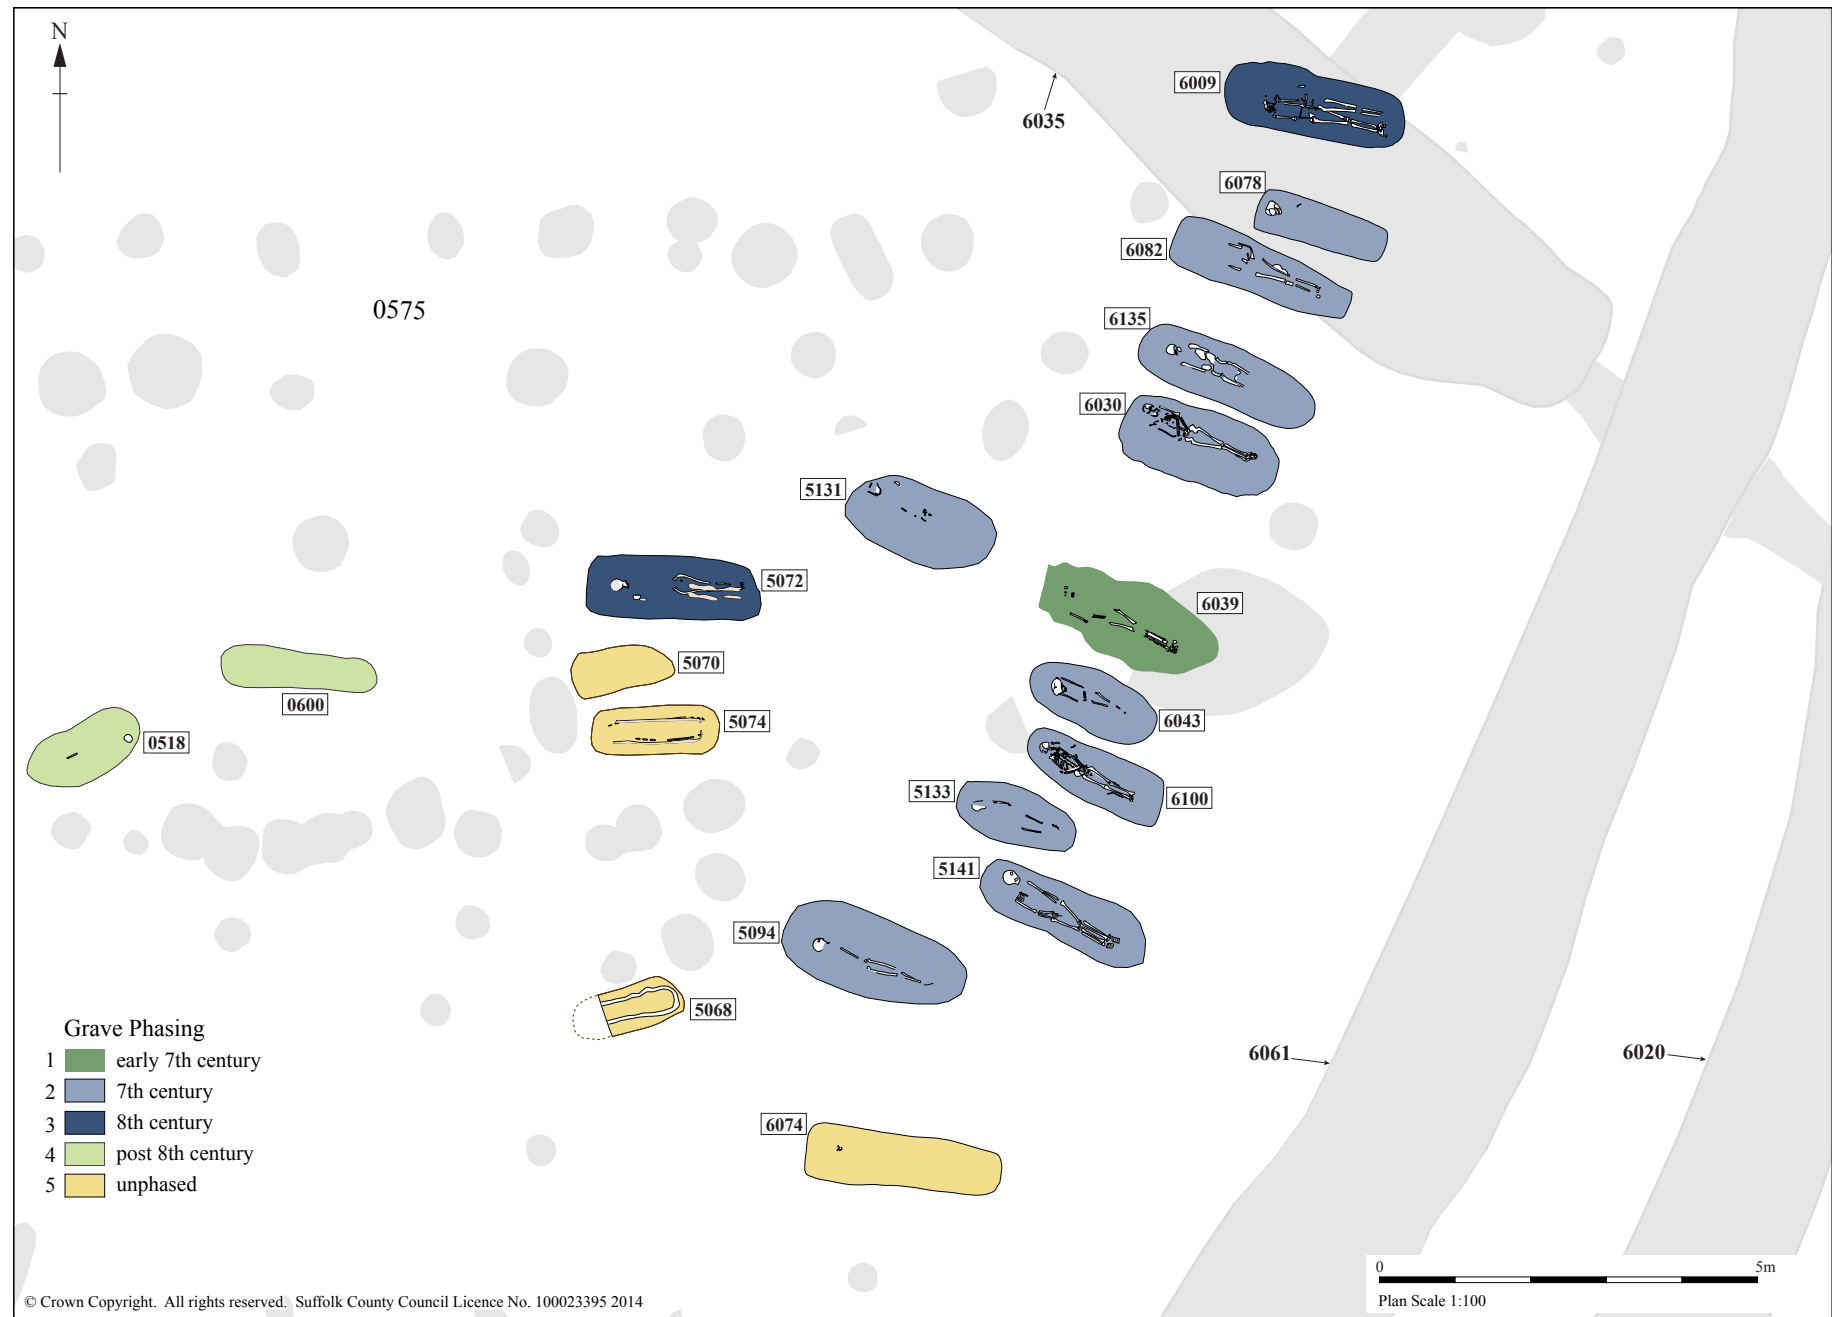 N
6009
6035
6078
6082
0575
6135
6030
5131
5072
6039
5070
0600
5074
6043
0518
5133
6100
5141
5094
5068
Grave Phasing
1 early 7th century
2 7th century
3 8th century
4 post 8th century
5 unphased
6061
6020
6074
0 5m
Plan Scale 1:100
© Crown Copyright. All rights reserved. Suffolk County Council Licence No. 100023395 2014